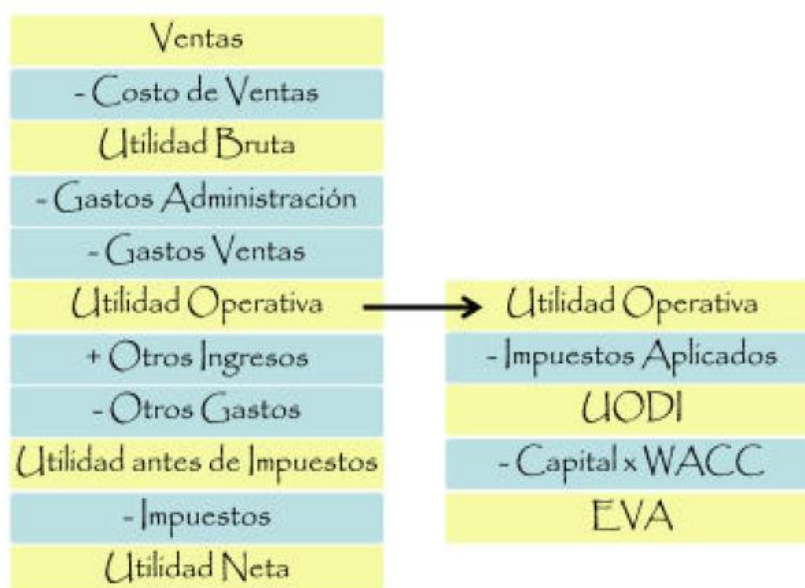 Ventas
- Costo de Ventas
Utilidad Bruta
- Gastos Administración
- Gastos Ventas
Utilidad Operativa
+ Otros Ingresos
- Otros Gastos
Utilidad antes de Impuestos
- Impuestos
Utilidad Neta
Utilidad Operativa
- Impuestos Aplicados
UODI
- Capital x WACC
EVA